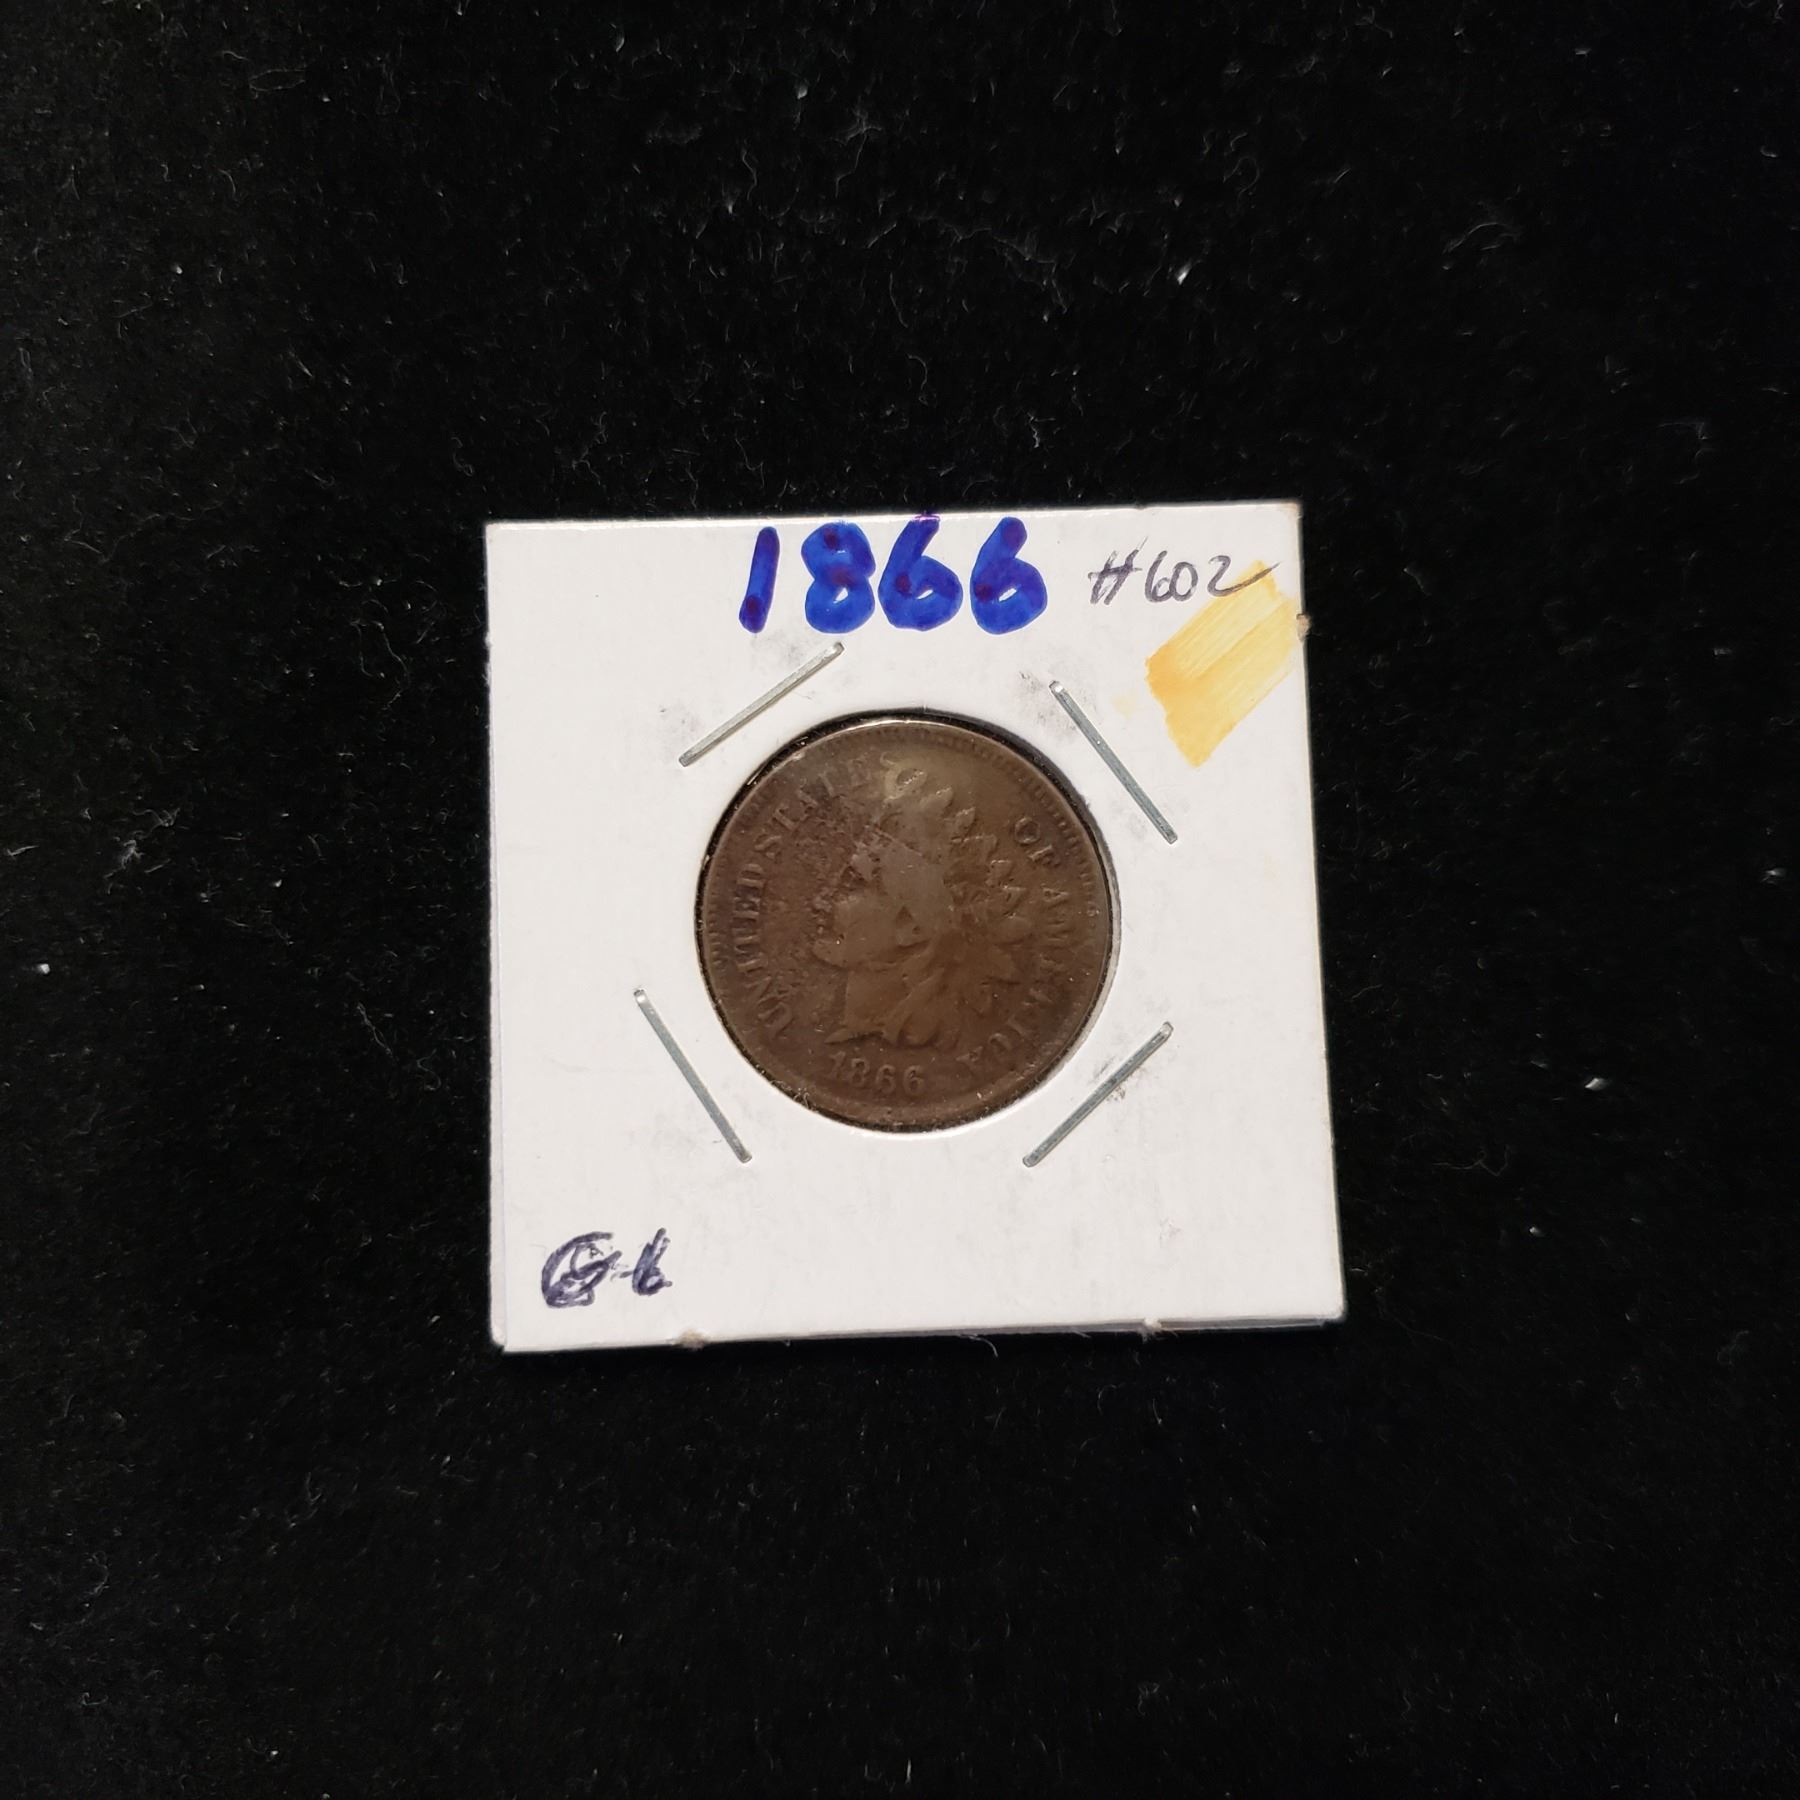 1866 #602
UNITED STATES OF AMERICA
1866
G-6